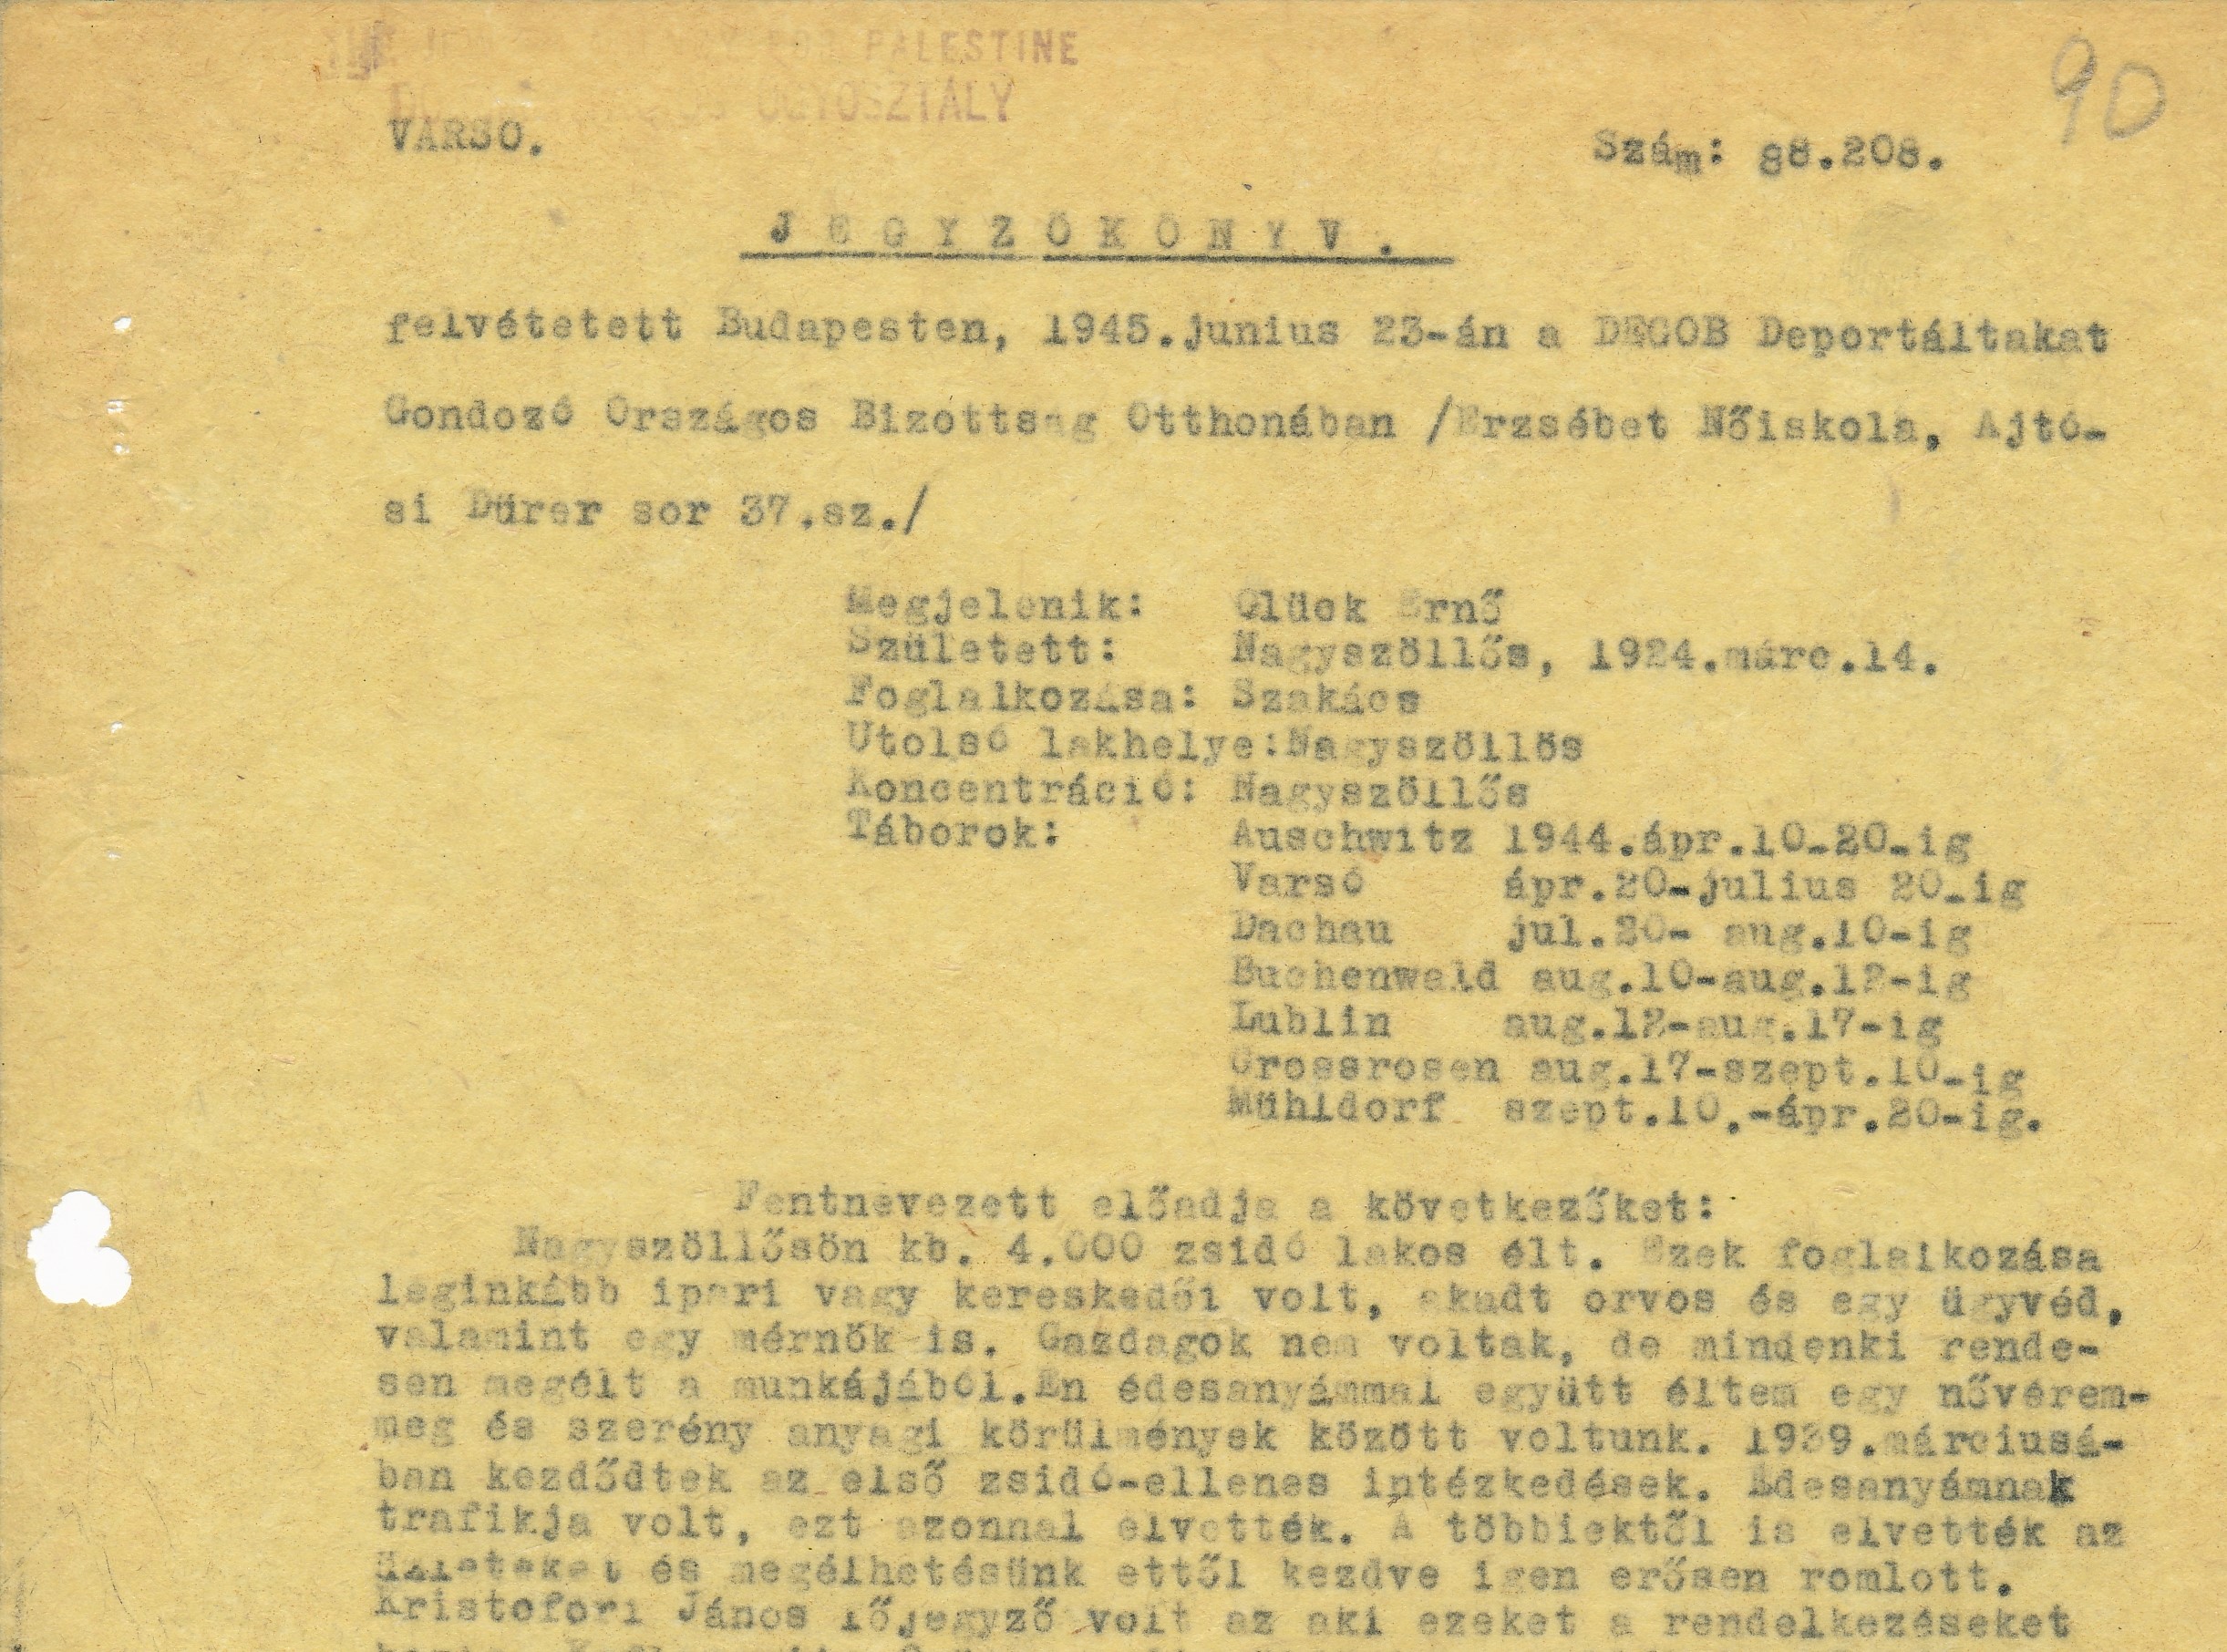 PALESTINE
ÜGYOSZTÁLY
90
VARSO.
Szám: 88.208.
JEGYZŐKÖNYV.
felvétetett Budapesten, 1945.junius 23-án a DEGOB Deportáltakat
Gondozó Országos Bizottsag Otthonában /Erzsébet Nőiskola, Ajtó-
si Dürer sor 37.sz./
Megjelenik: Glück Ernő
Született: Nagyszöllős, 1924.márc.14.
Foglalkozása: Szakács
Utolsó lakhelye:Nagyszöllös
Koncentráció: Nagyszöllős
Táborok: Auschwitz 1944.ápr.10-20-ig
Varsó ápr.20-julius 20-ig
Dachau jul.20- aug.10-ig
Buchenwald aug.10-aug.12-ig
Lublin aug.12-aug.17-ig
Grossrosen aug.17-szept.10-ig
Mühldorf szept.10.-ápr.20-ig.
Fentnevezett előadja a következőket:
Nagyszöllősön kb. 4.000 zsidó lakos élt. Ezek foglalkozása
leginkább ipari vagy kereskedői volt, akadt orvos és egy ügyvéd,
valamint egy mérnök is. Gazdagok nem voltak, de mindenki rende-
sen megélt a munkájából.Én édesanyámmal együtt éltem egy nővérem-
meg és szerény anyagi körülmények között voltunk. 1939.márciusá-
ban kezdődtek az első zsidó-ellenes intézkedések. Édesanyámnak
trafikja volt, ezt azonnal elvették. A többiektől is elvették az
üzleteket és megélhetésünk ettől kezdve igen erősen romlott.
Kristofori János főjegyző volt az aki ezeket a rendelkezéseket